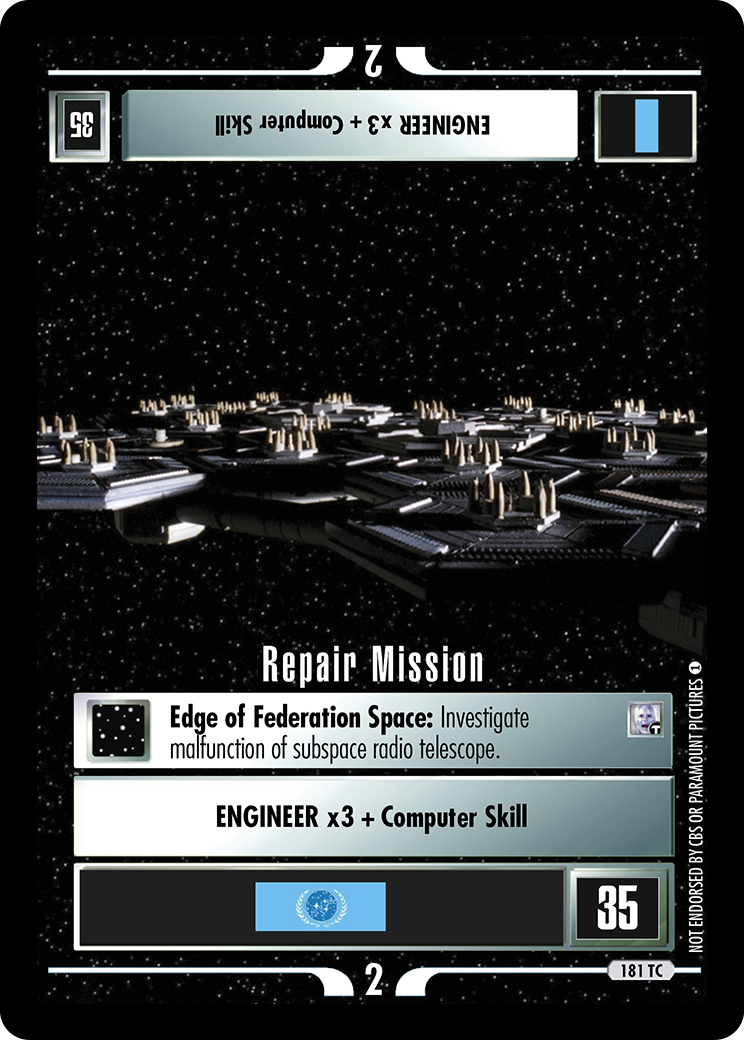 2
35
ENGINEER x3 + Computer Skill
Repair Mission
Edge of Federation Space: Investigate
malfunction of subspace radio telescope.
T
ENGINEER x3 + Computer Skill
35
NOT ENDORSED BY CBS OR PARAMOUNT PICTURES 1
181 TC
2